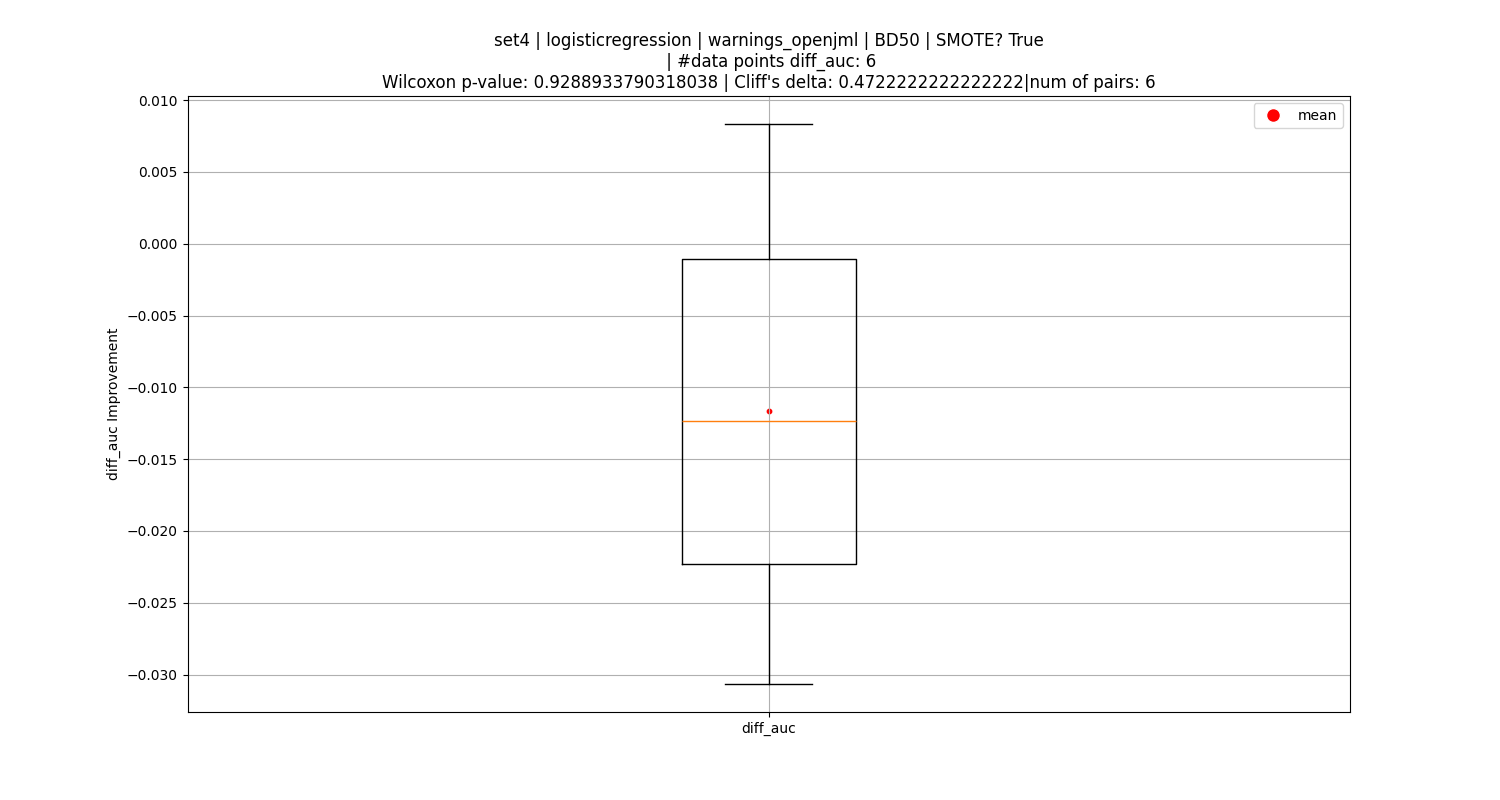 set4 | logisticregression | warnings_openjml | BD50 | SMOTE? True
| #data points diff_auc: 6
Wilcoxon p-value: 0.9288933790318038 | Cliff's delta: 0.4722222222222222|num of pairs: 6
mean
0.010
0.005
0.000
−0.005
−0.010
−0.015
−0.020
−0.025
−0.030
diff_auc Improvement
diff_auc